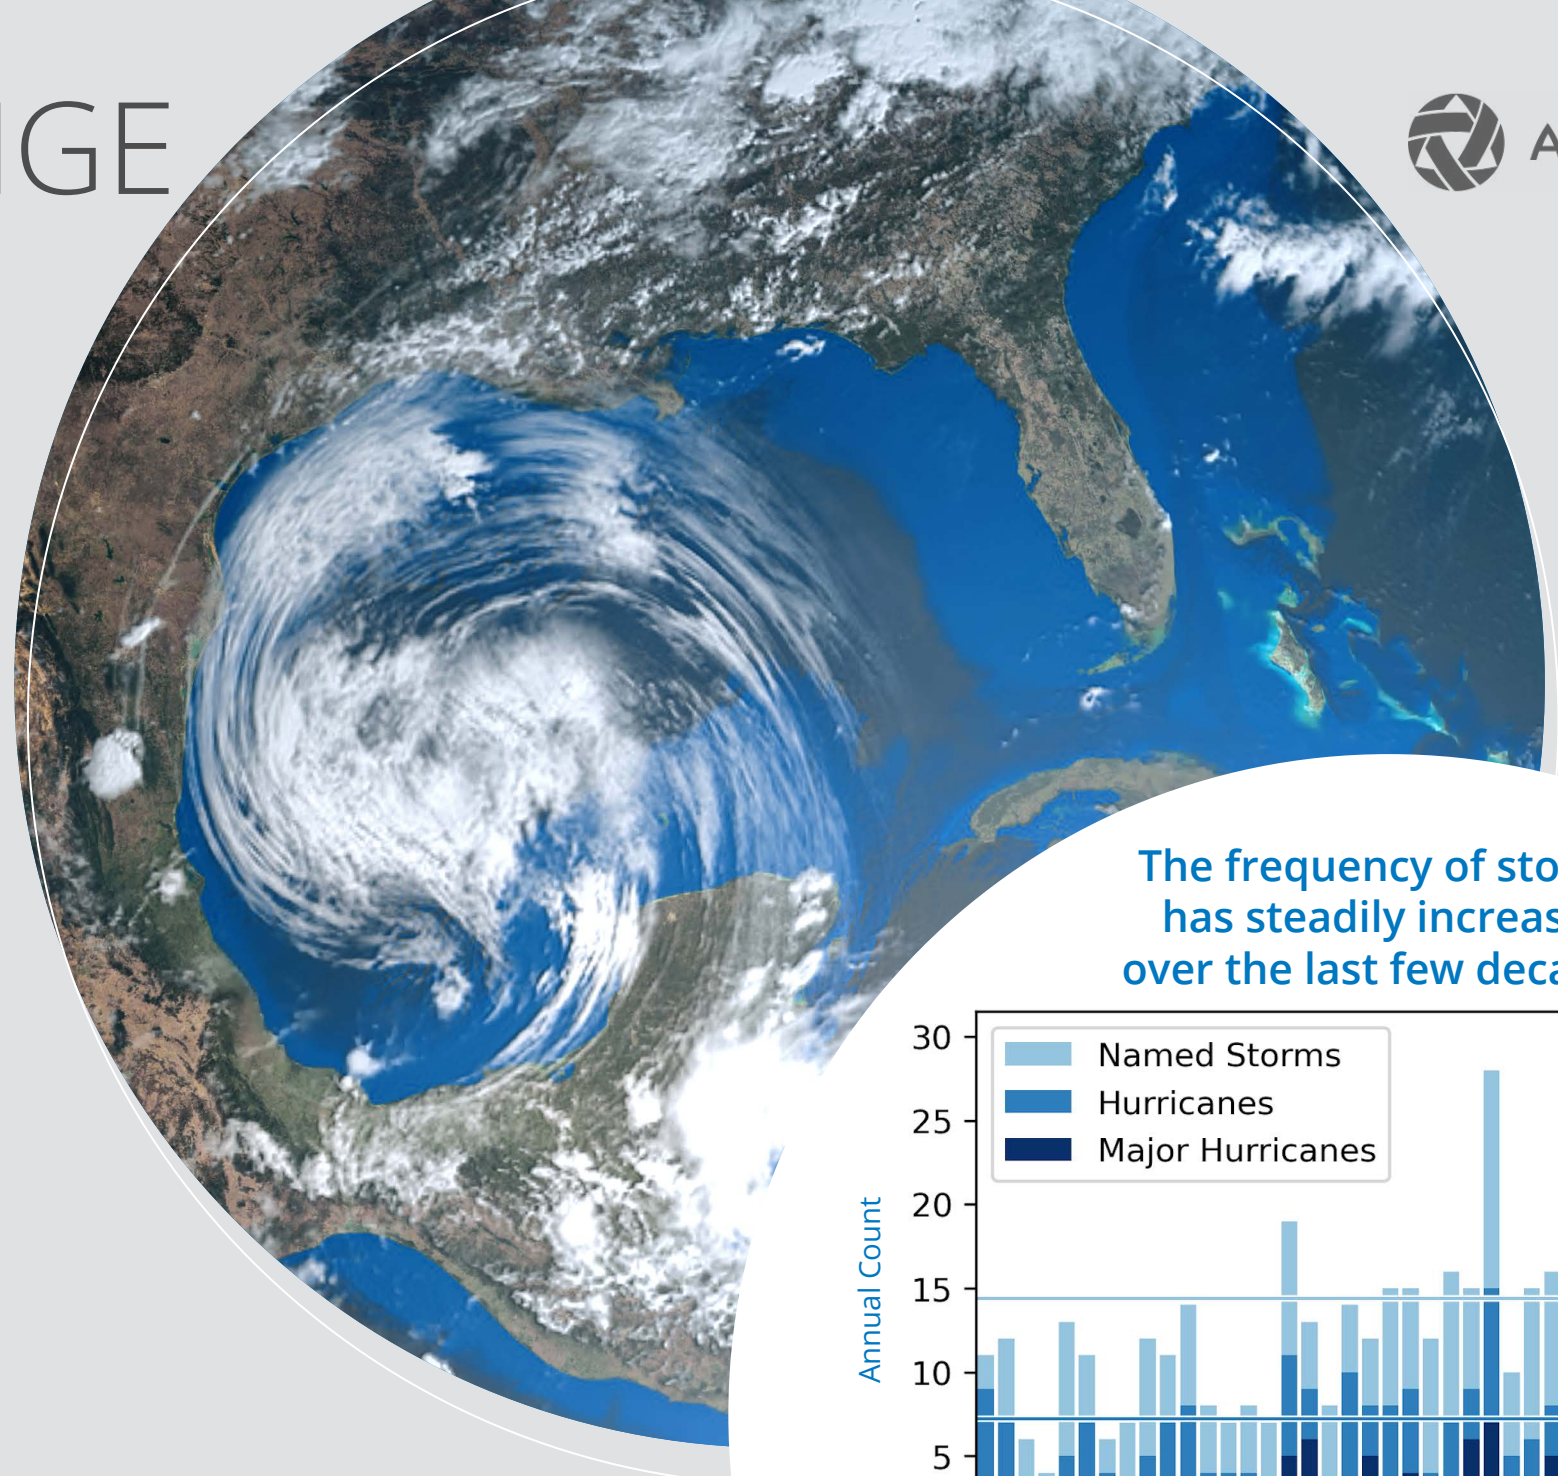 GE
A
The frequency of sto
has steadily increas
over the last few deca
30
25
20
15
10
5
Annual Count
Named Storms
Hurricanes
Major Hurricanes